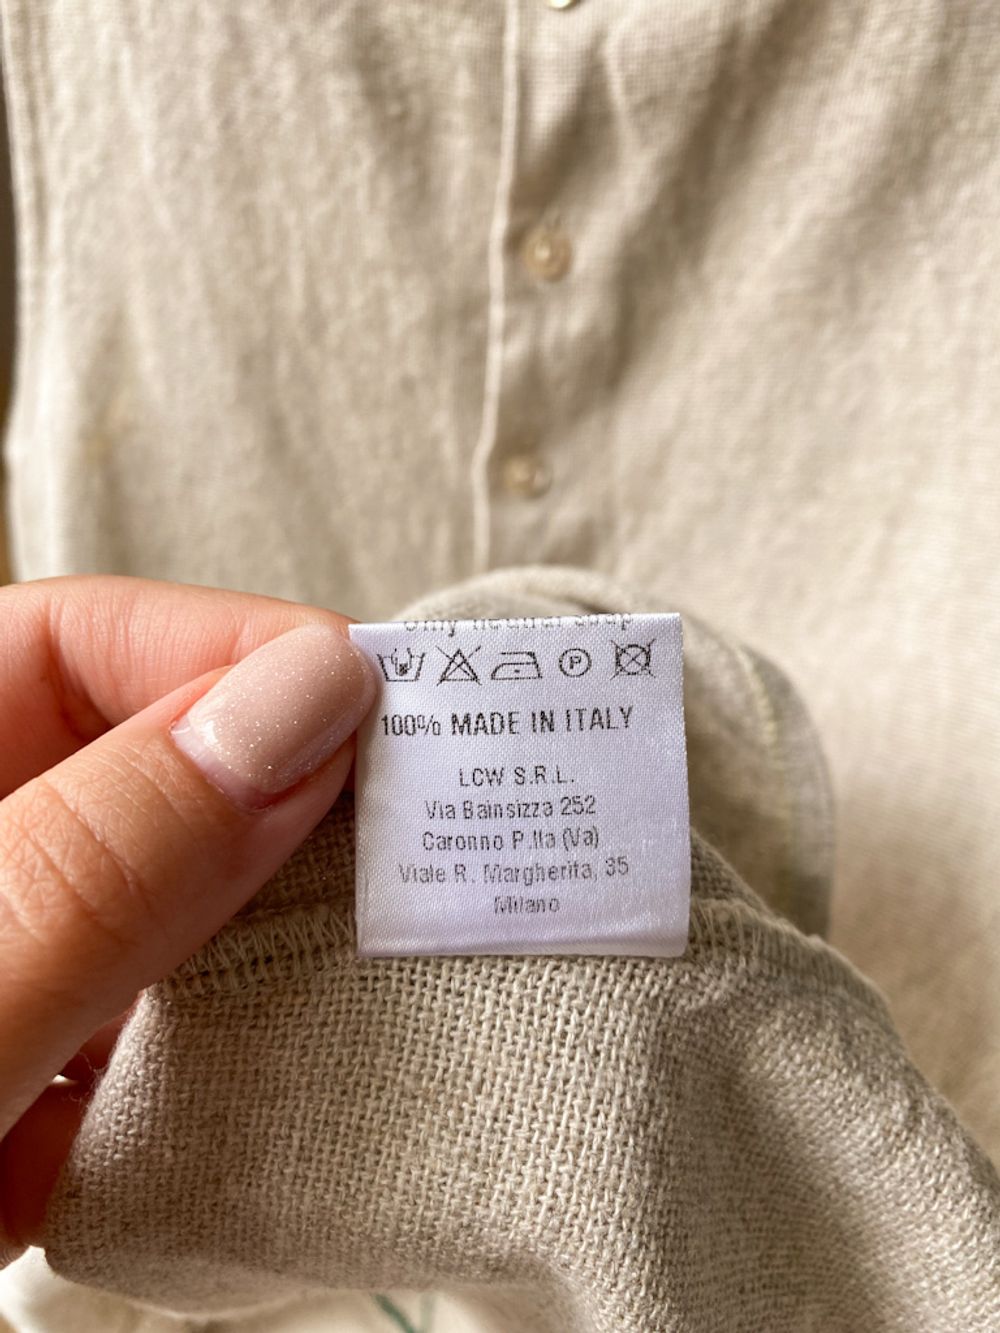 100% MADE IN ITALY
LCW S.R.L.
Via Bainsizza 252
Caronno P.lla (Va)
Viale R. Margherita, 35
Milano